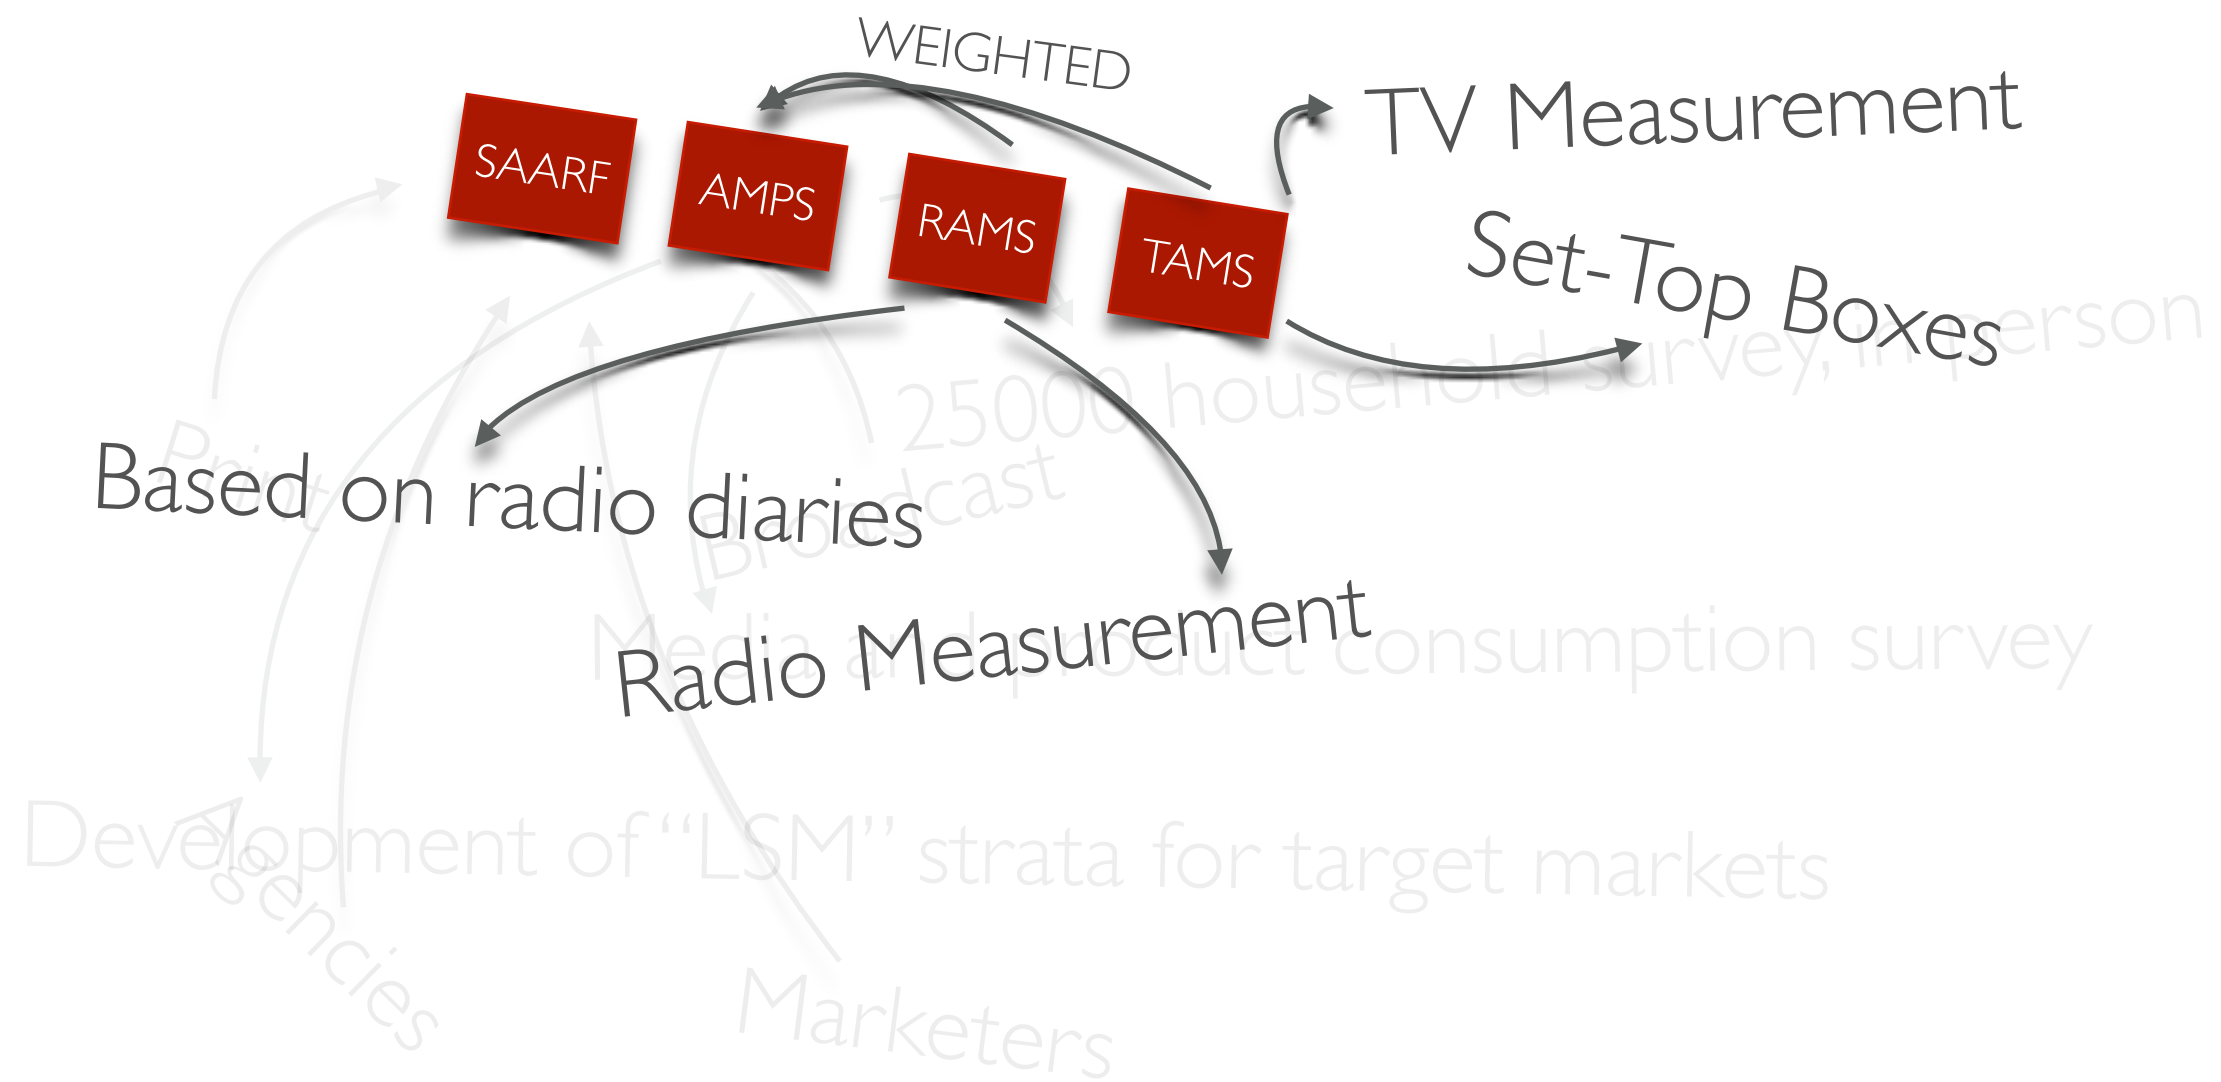 WEIGHTED
TV Measurement
SAARF
AMPS
RAMS
TAMS
Set-Top Boxes
25000 household survey, in person
Print
Based on radio diaries
Broadcast
Radio Measurement
Media and product consumption survey
Development of “LSM” strata for target markets
Agencies
Marketers